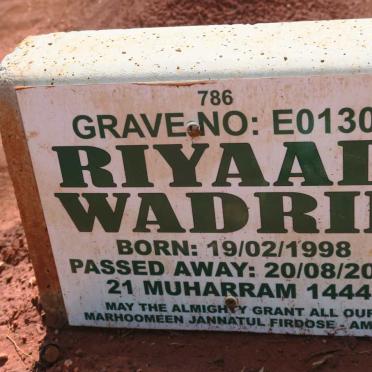 786
GRAVE NO: E0130
RIYAAD
WADRI
BORN: 19/02/1998
PASSED AWAY: 20/08/20
21 MUHARRAM 1444
MAY THE ALMIGHTY GRANT ALL OUR
MARHOOMEEN JANNATUL FIRDOSE - AM